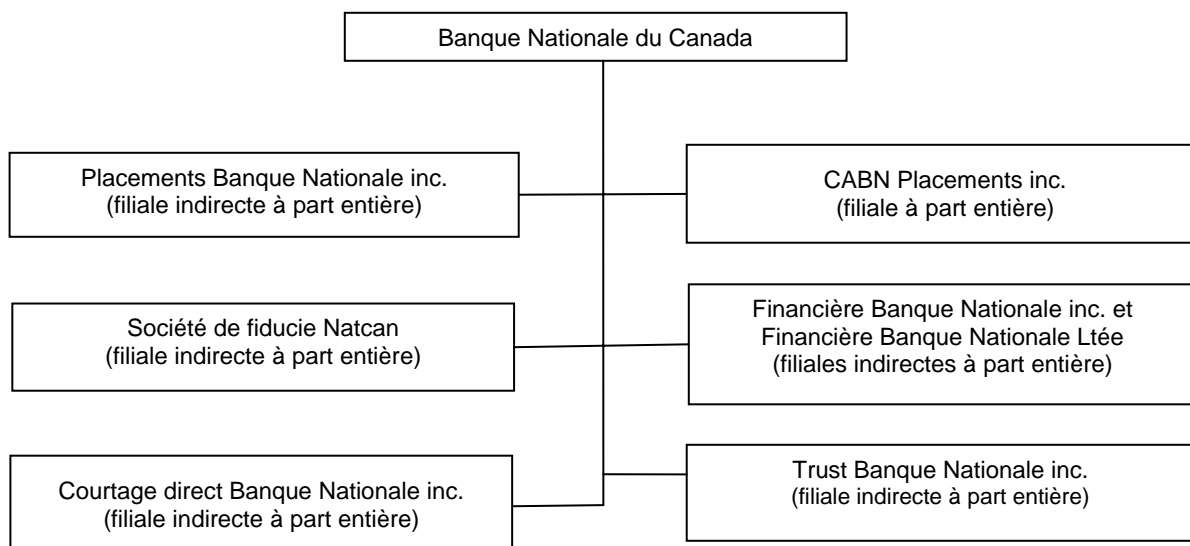 Banque Nationale du Canada
Placements Banque Nationale inc.
(filiale indirecte à part entière)
CABN Placements inc.
(filiale à part entière)
Société de fiducie Natcan
(filiale indirecte à part entière)
Financière Banque Nationale inc. et
Financière Banque Nationale Ltée
(filiales indirectes à part entière)
Courtage direct Banque Nationale inc.
(filiale indirecte à part entière)
Trust Banque Nationale inc.
(filiale indirecte à part entière)